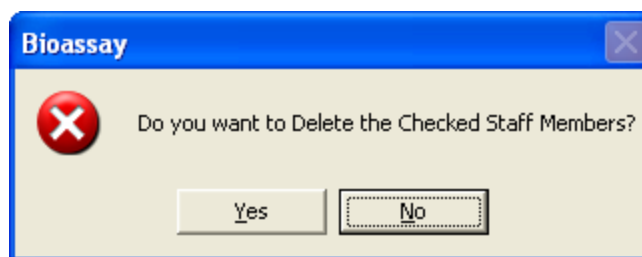 Bioassay
Do you want to Delete the Checked Staff Members?
Yes
No